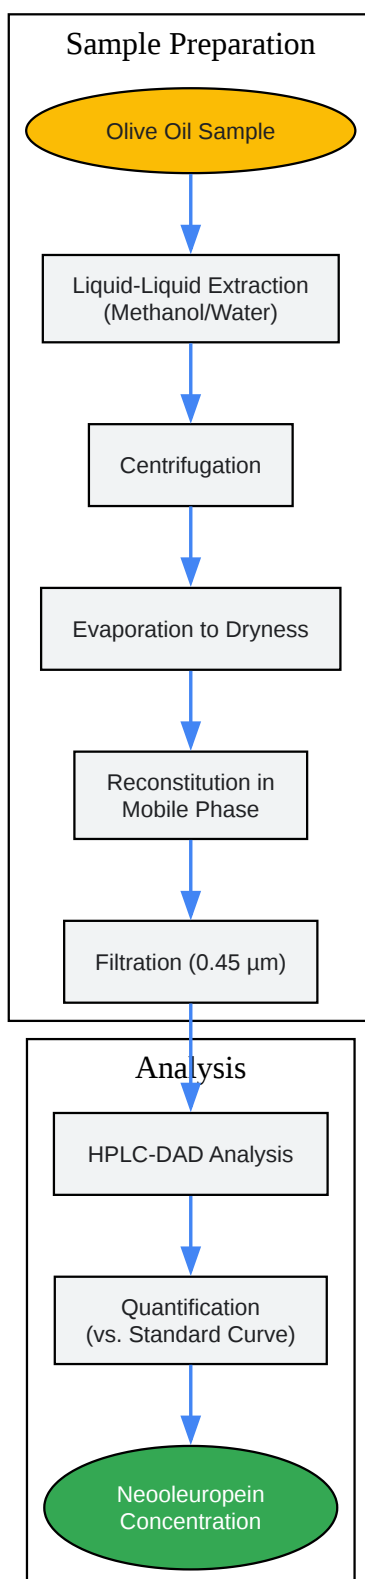 Sample Preparation
Olive Oil Sample
Liquid-Liquid Extraction
(Methanol/Water)
Centrifugation
Evaporation to Dryness
Reconstitution in
Mobile Phase
Filtration (0.45 µm)
Analysis
HPLC-DAD Analysis
Quantification
(vs. Standard Curve)
Neooleuropein
Concentration